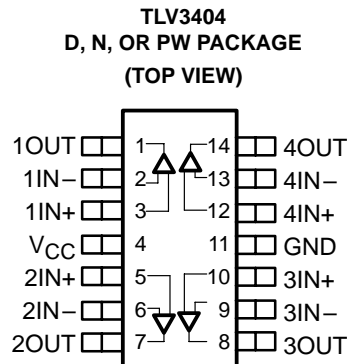 TLV3404
D, N, OR PW PACKAGE
(TOP VIEW)
1OUT 1 14 4OUT
1IN− 2 13 4IN−
1IN+ 3 12 4IN+
VCC 4 11 GND
2IN+ 5 10 3IN+
2IN− 6 9 3IN−
2OUT 7 8 3OUT